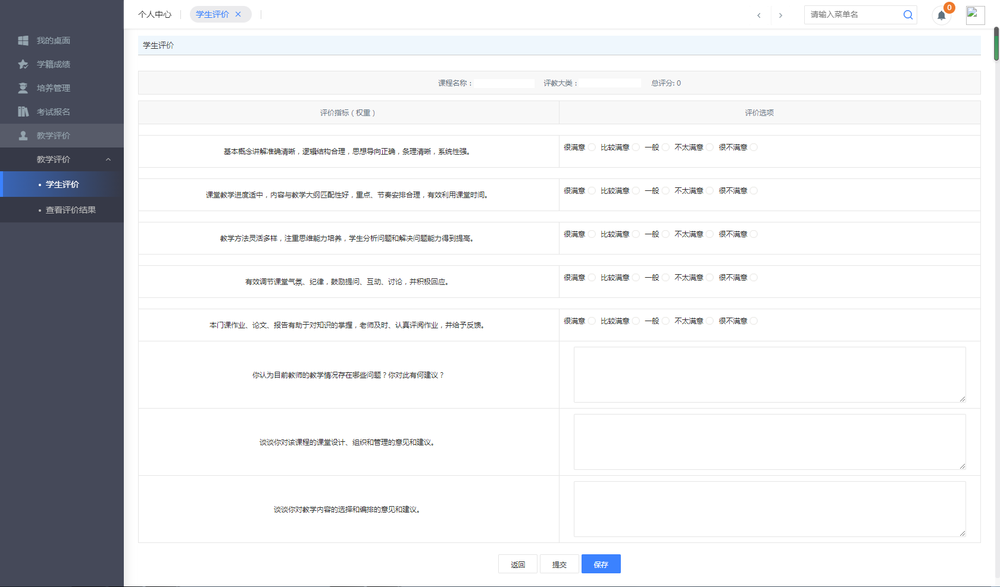 个人中心
学生评价
请输入菜单名
0
我的桌面
学籍成绩
培养管理
考试报名
教学评价
教学评价
学生评价
查看评价结果
学生评价
课程名称： 评教大类： 总评分: 0
评价指标（权重） 评价选项
基本概念讲解准确清晰，逻辑结构合理，思想导向正确，条理清晰，系统性强。 很满意 比较满意 一般 不太满意 很不满意
课堂教学进度适中，内容与教学大纲匹配性好，重点、节奏安排合理，有效利用课堂时间。 很满意 比较满意 一般 不太满意 很不满意
教学方法灵活多样，注重思维能力培养，学生分析问题和解决问题能力得到提高。 很满意 比较满意 一般 不太满意 很不满意
有效调节课堂气氛、纪律，鼓励提问、互动、讨论，并积极回应。 很满意 比较满意 一般 不太满意 很不满意
本门课作业、论文、报告有助于对知识的掌握，老师及时、认真评阅作业，并给予反馈。 很满意 比较满意 一般 不太满意 很不满意
你认为目前教师的教学情况存在哪些问题？你对此有何建议？
谈谈你对该课程的课堂设计、组织和管理的意见和建议。
谈谈你对教学内容的选择和编排的意见和建议。
返回 提交 保存